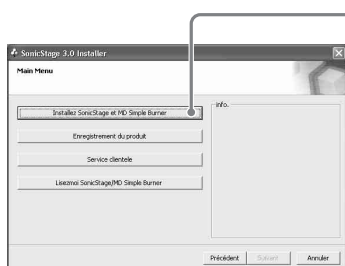 SonicStage 3.0 Installer
Main Menu
Installez SonicStage et MD Simple Burner
info.
Enregistrement du produit
Service clientele
Lisezmoi SonicStage/MD Simple Burner
Précédent Suivant Annuler